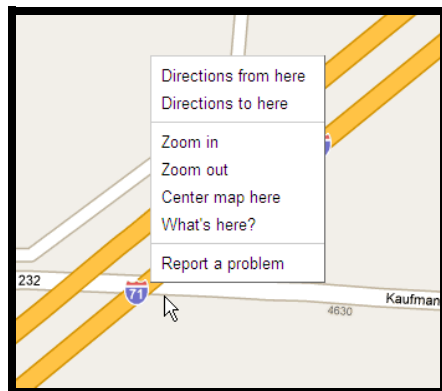 Directions from here
Directions to here
Zoom in
Zoom out
Center map here
What's here?
Report a problem
232
71
Kaufman
4630